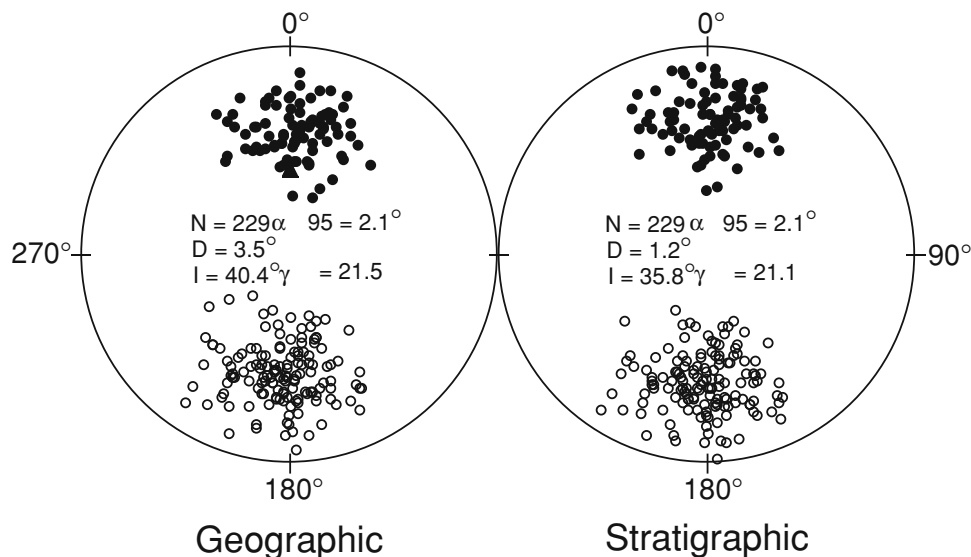 0°
N = 229α 95 = 2.1°
D = 3.5°
I = 40.4°γ = 21.5
270°
180°
Geographic
0°
N = 229α 95 = 2.1°
D = 1.2°
I = 35.8°γ = 21.1
90°
180°
Stratigraphic